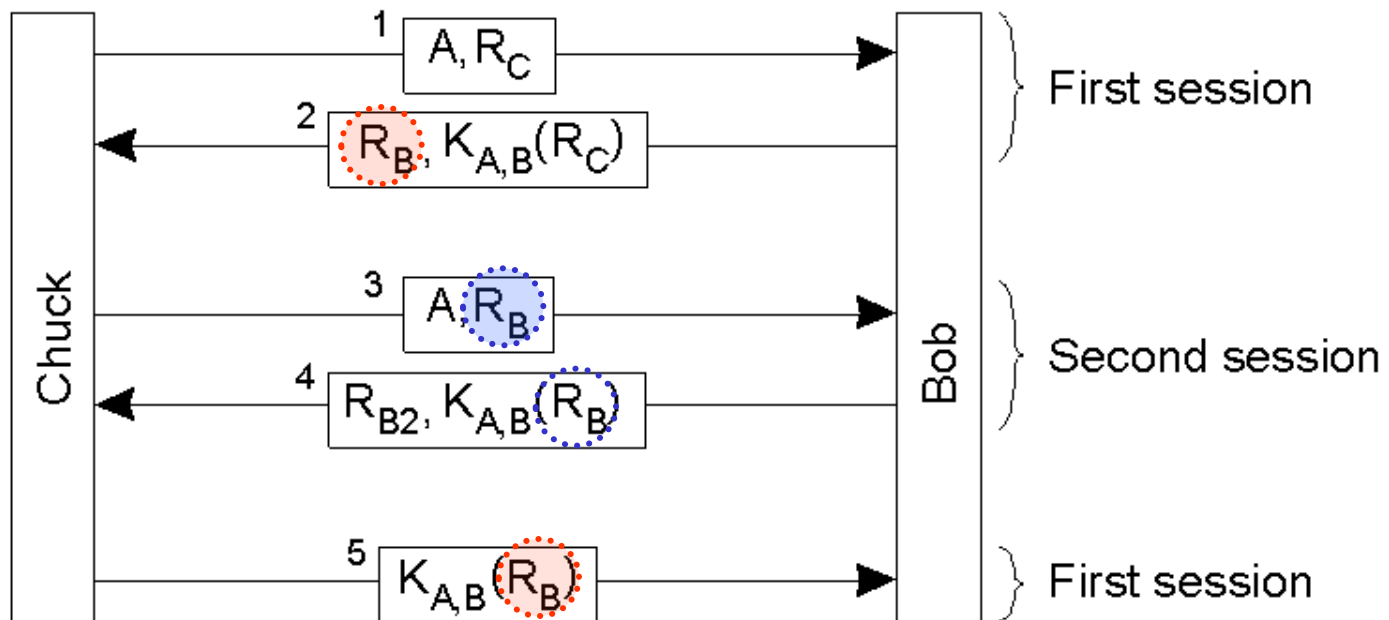 1
A, R_C
First session
2
R_B, K_A,B(R_C)
Chuck
Bob
3
A, R_B
Second session
4
R_B2, K_A,B(R_B)
5
K_A,B(R_B)
First session